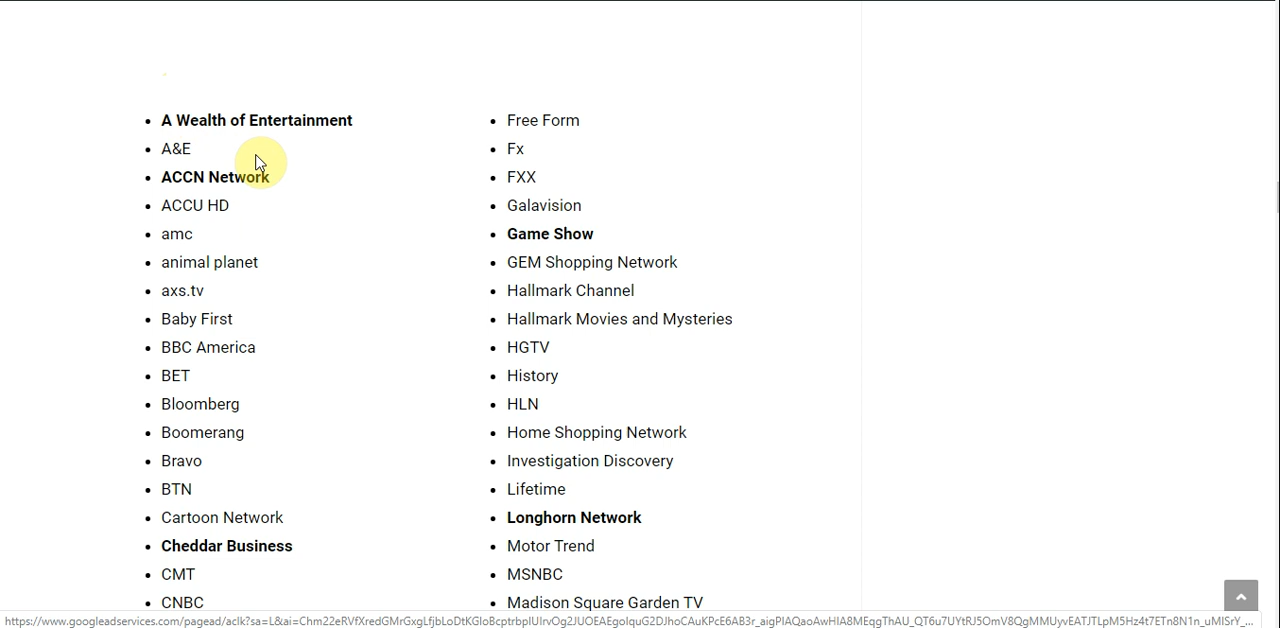 A Wealth of Entertainment
A&E
ACCN Network
ACCU HD
amc
animal planet
axs.tv
Baby First
BBC America
BET
Bloomberg
Boomerang
Bravo
BTN
Cartoon Network
Cheddar Business
CMT
CNBC
Free Form
Fx
FXX
Galavision
Game Show
GEM Shopping Network
Hallmark Channel
Hallmark Movies and Mysteries
HGTV
History
HLN
Home Shopping Network
Investigation Discovery
Lifetime
Longhorn Network
Motor Trend
MSNBC
Madison Square Garden TV